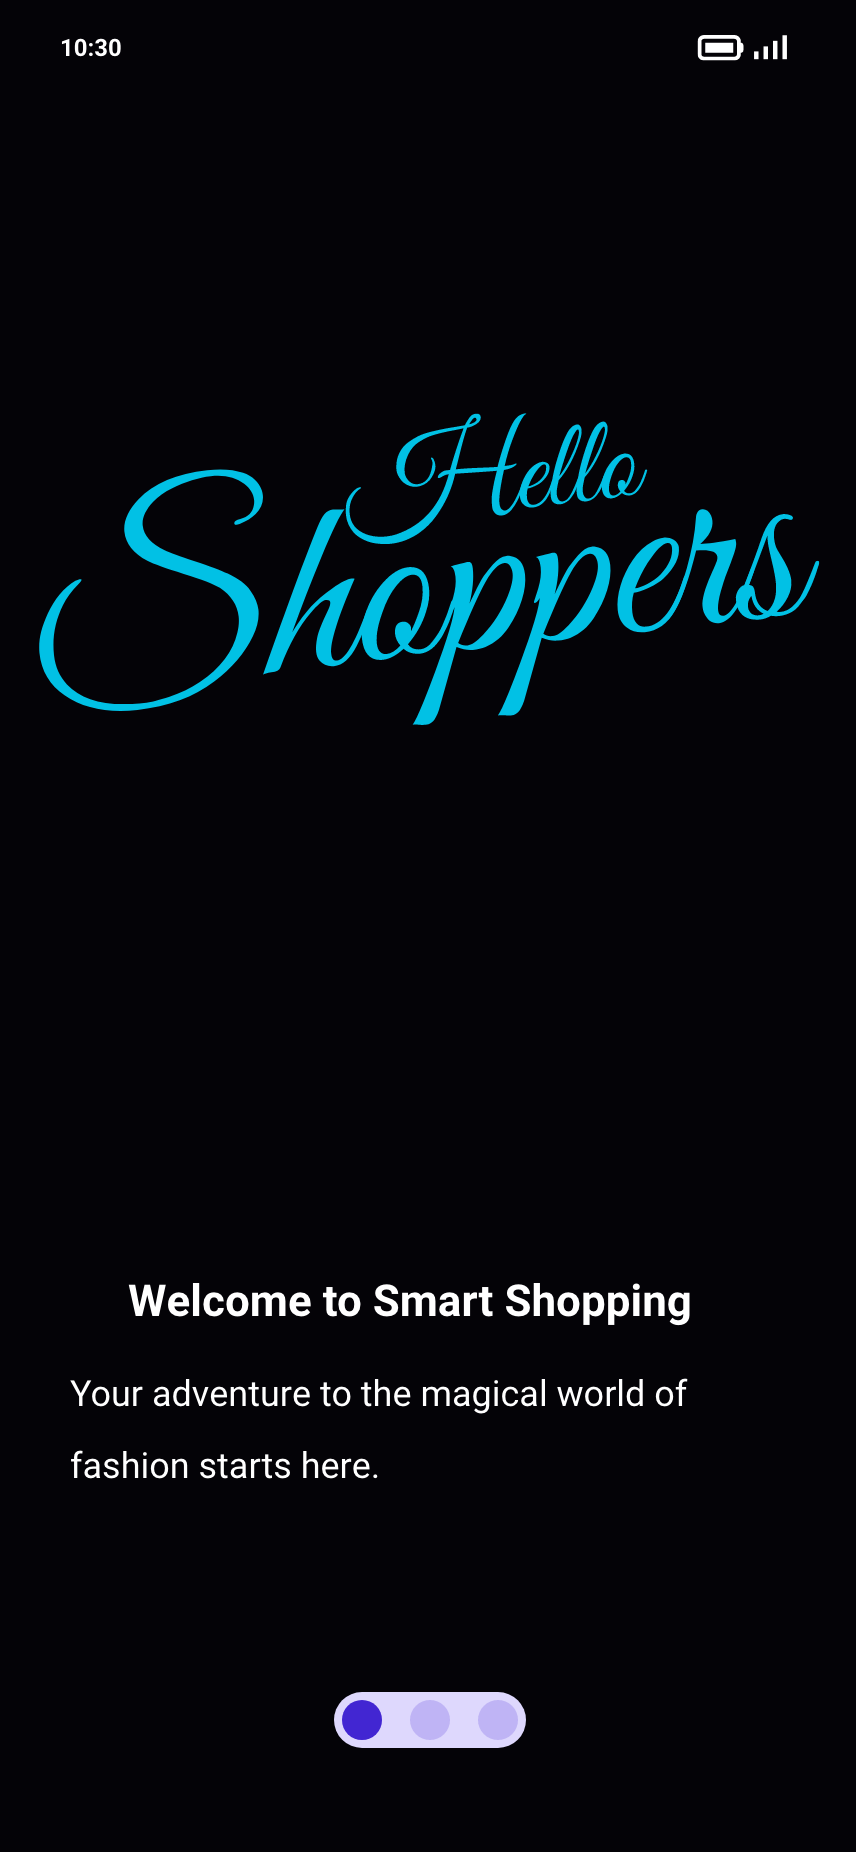 10:30
Hello
Shoppers
Welcome to Smart Shopping
Your adventure to the magical world of
fashion starts here.